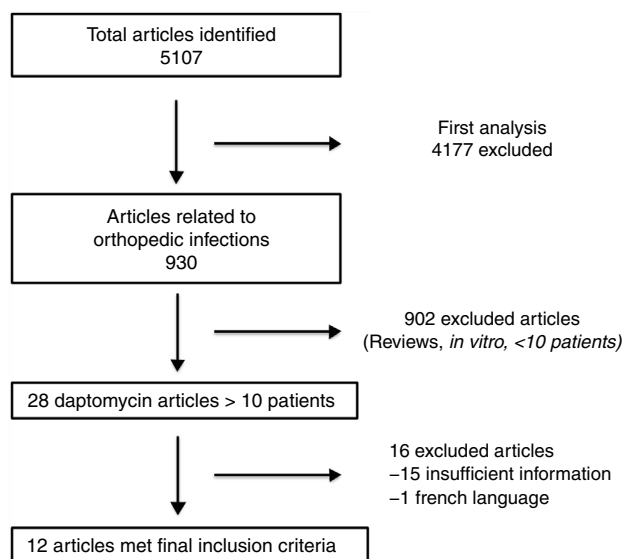 Total articles identified
5107
First analysis
4177 excluded
Articles related to
orthopedic infections
930
902 excluded articles
(Reviews, in vitro, <10 patients)
28 daptomycin articles > 10 patients
16 excluded articles
–15 insufficient information
–1 french language
12 articles met final inclusion criteria